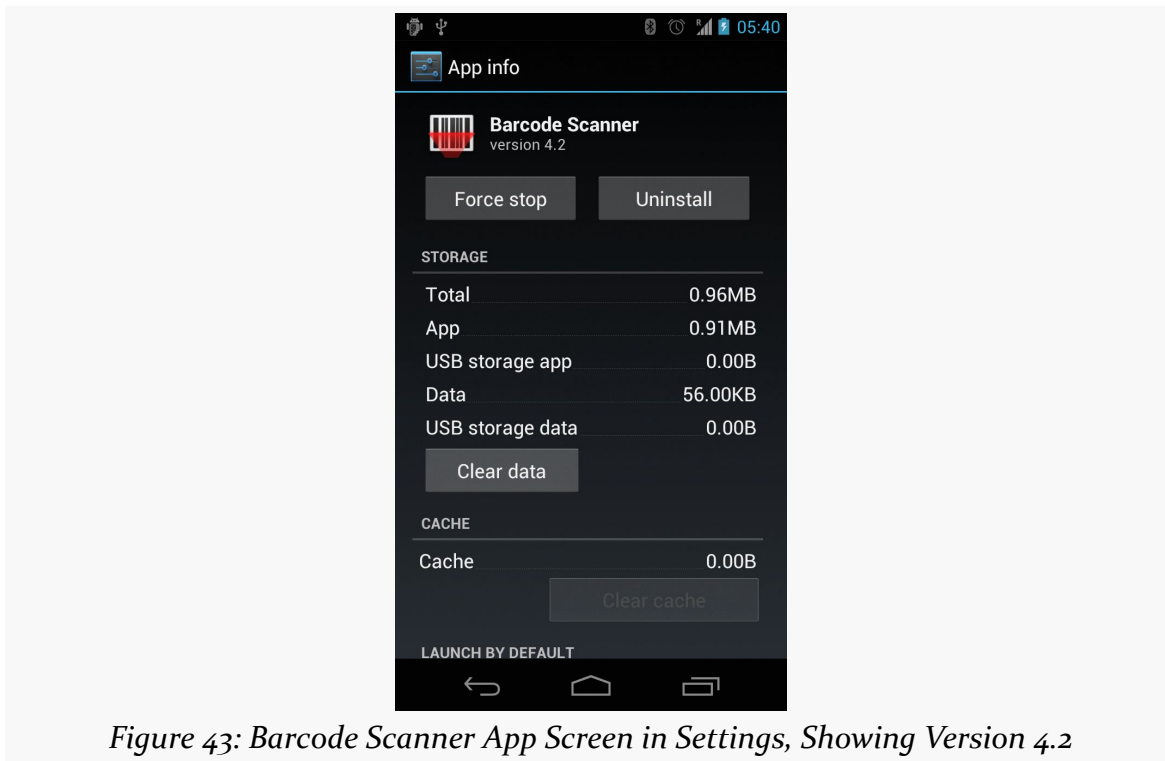 R 05:40
App info
Barcode Scanner
version 4.2
Force stop Uninstall
STORAGE
Total 0.96MB
App 0.91MB
USB storage app 0.00B
Data 56.00KB
USB storage data 0.00B
Clear data
CACHE
Cache 0.00B
Clear cache
LAUNCH BY DEFAULT
Figure 43: Barcode Scanner App Screen in Settings, Showing Version 4.2